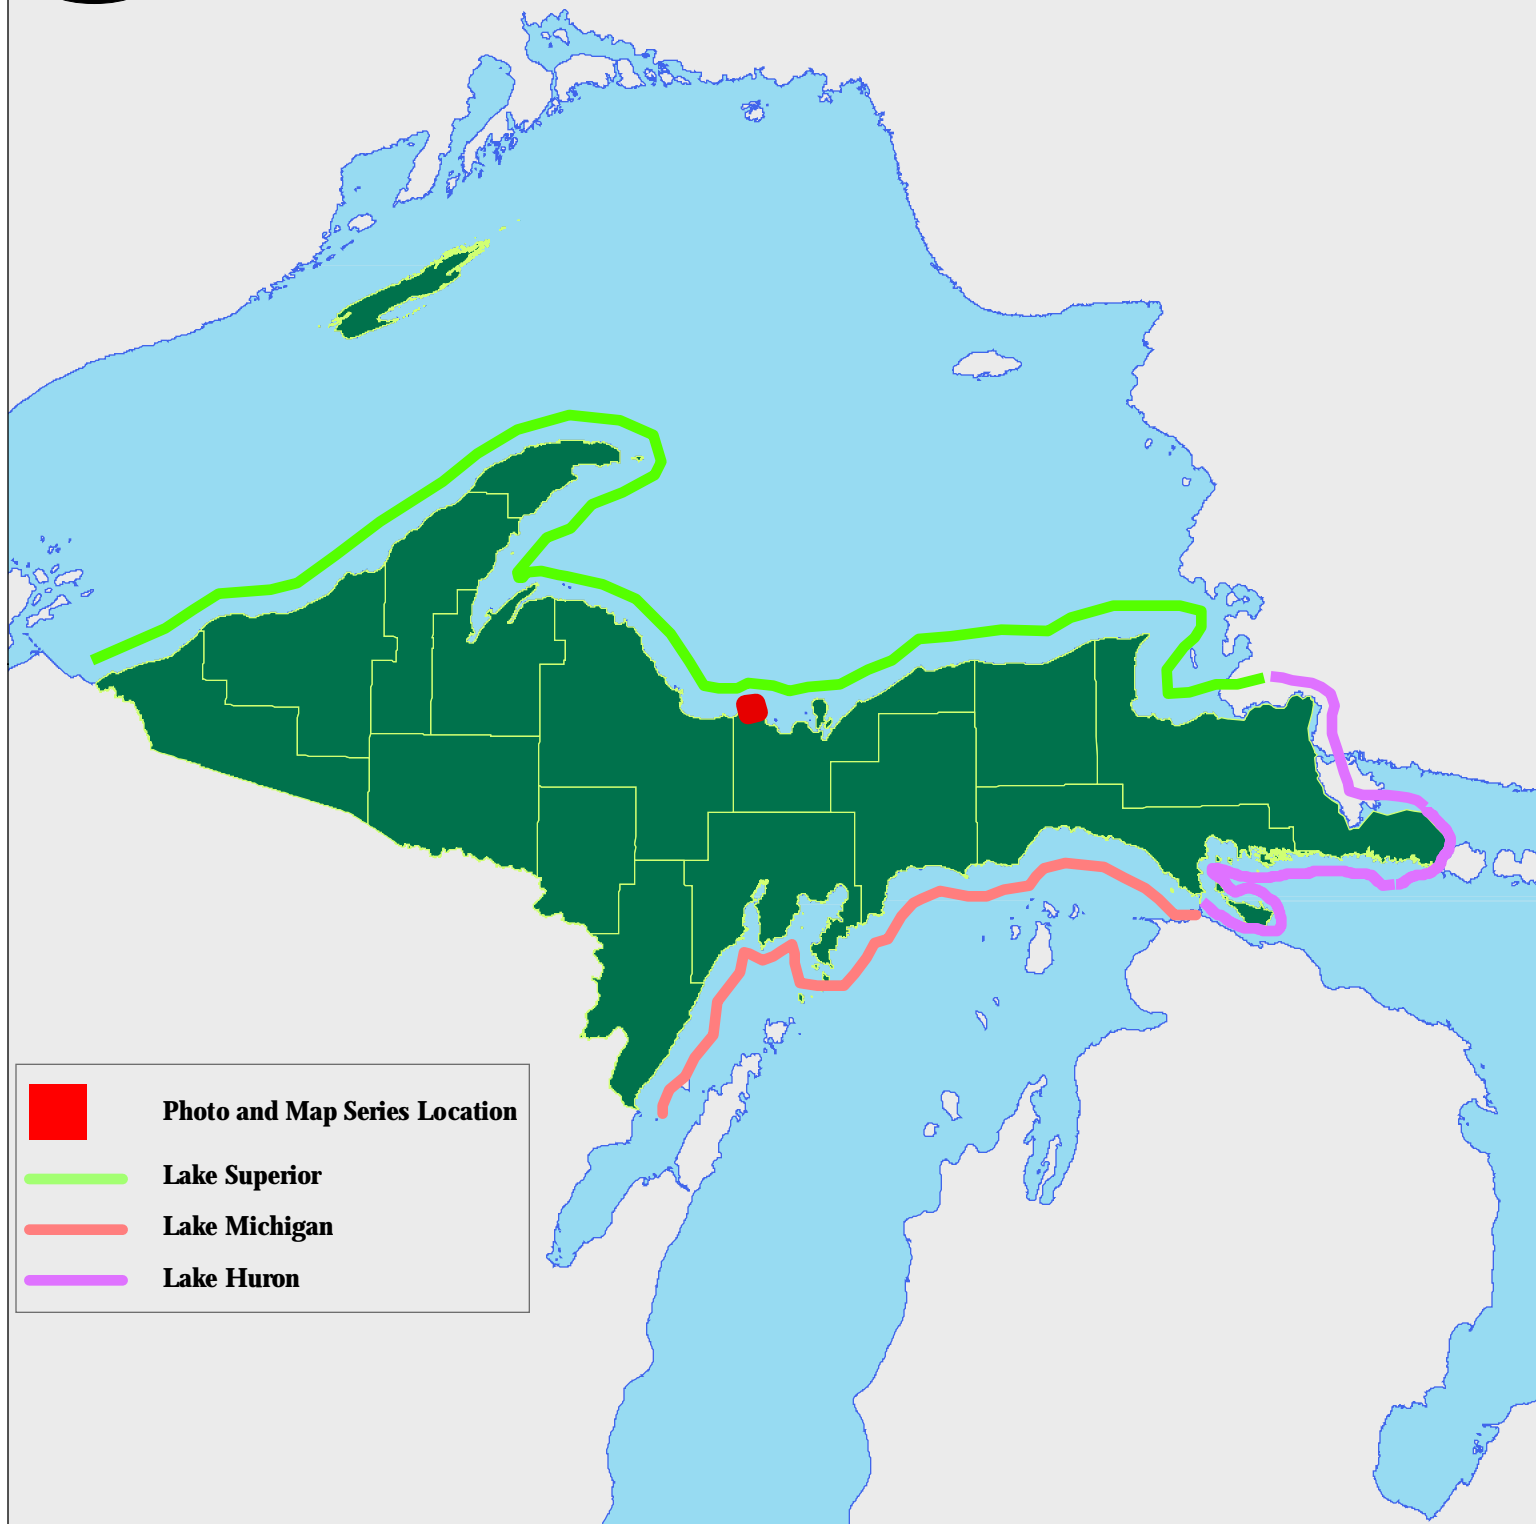 Photo and Map Series Location
Lake Superior
Lake Michigan
Lake Huron